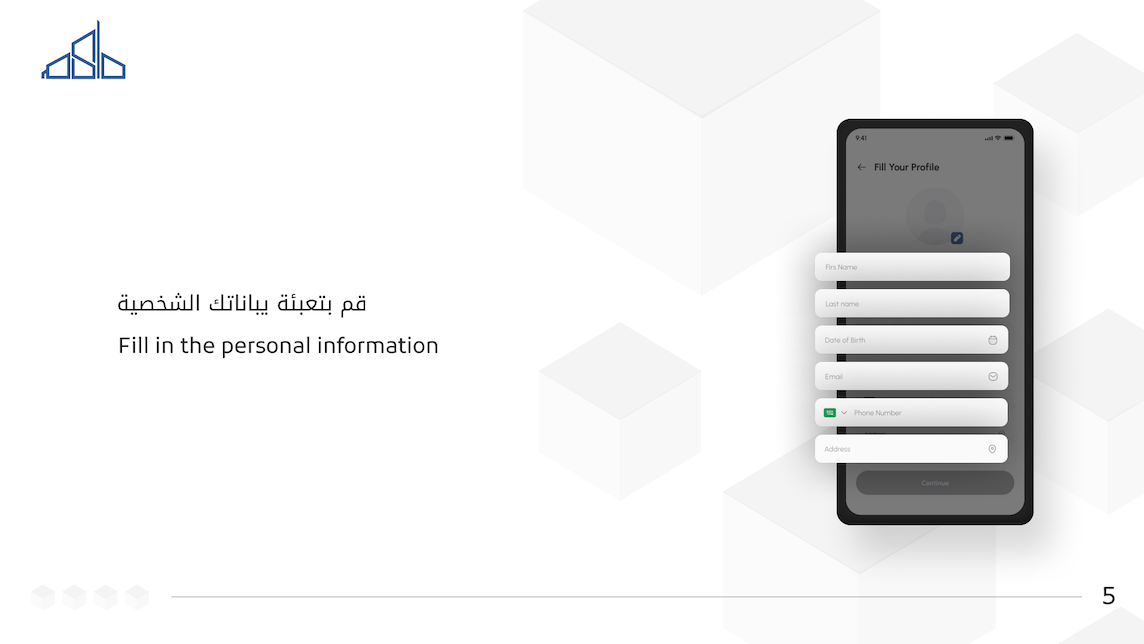 قم بتعبئة بياناتك الشخصية
Fill in the personal information
9:41
Fill Your Profile
Firs Name
Last name
Date of Birth
Email
Phone Number
Address
Continue
5